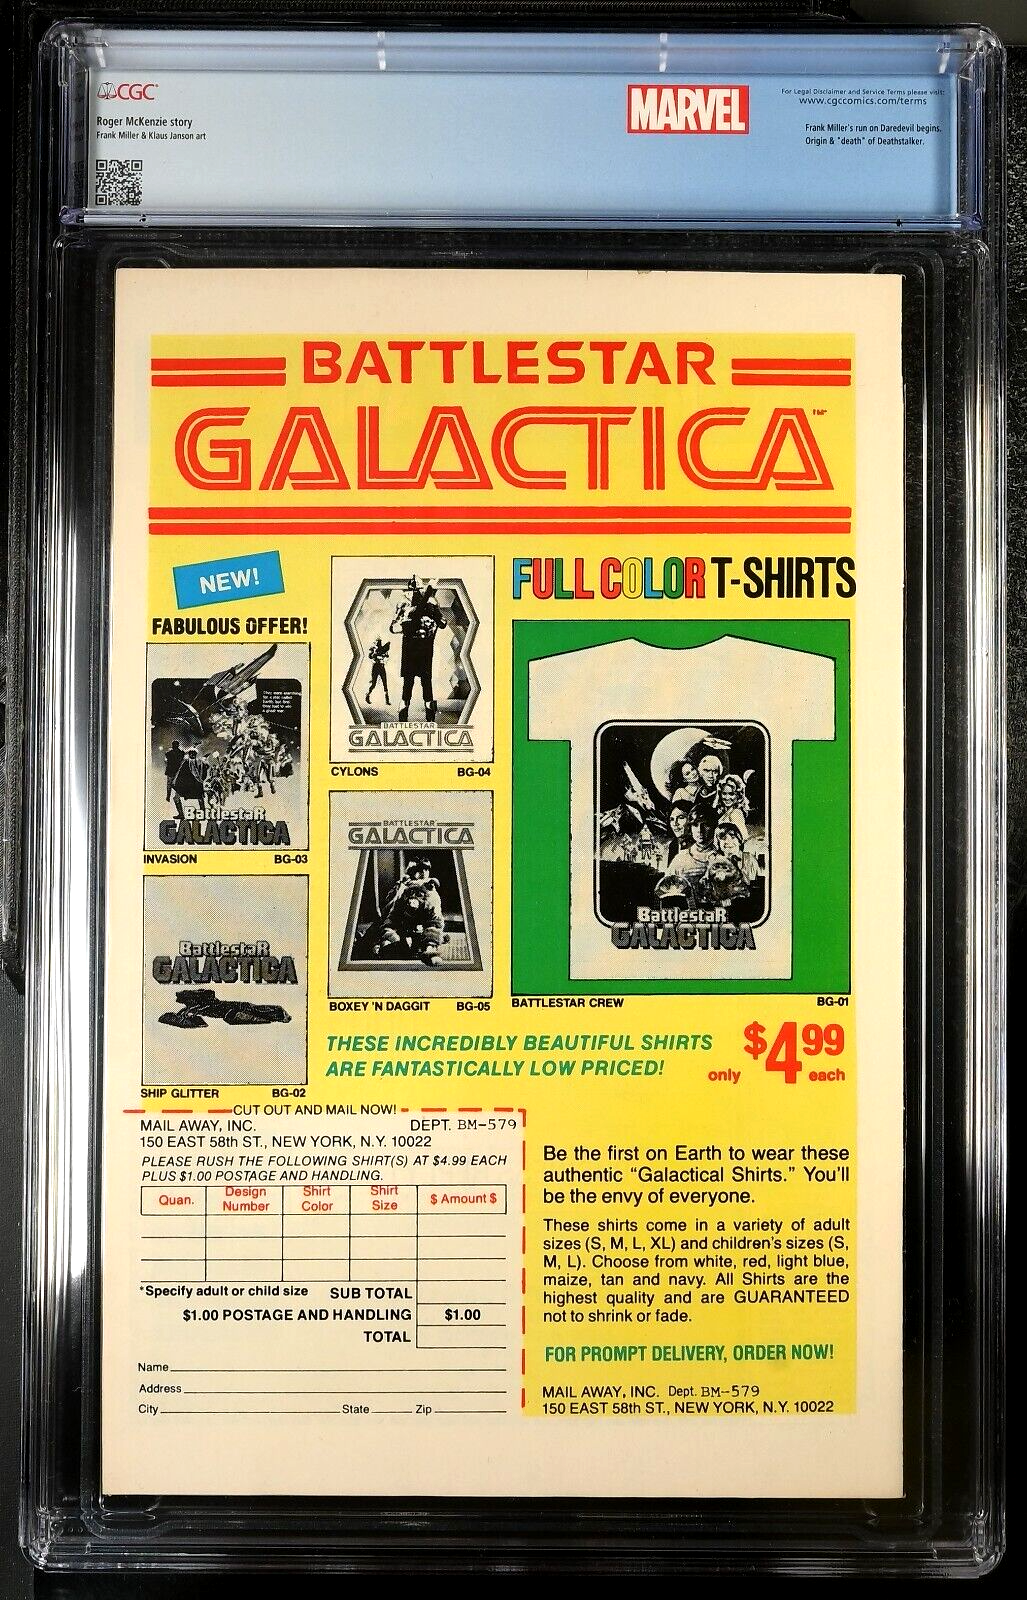 CGC
Roger McKenzie story
Frank Miller & Klaus Janson art
MARVEL
For Legal Disclaimer and Service Terms please visit:
www.cgccomics.com/terms
Frank Miller's run on Daredevil begins.
Origin & "death" of Deathstalker.
BATTLESTAR
GALACTICA™
NEW!
FABULOUS OFFER!
FULL COLOR T-SHIRTS
BATTLESTAR
GALACTICA
CYLONS BG-04
Battlestar
GALACTICA
INVASION BG-03
BATTLESTAR
GALACTICA
BOXEY 'N DAGGIT BG-05
Battlestar
GALACTICA
SHIP GLITTER BG-02
Battlestar
GALACTICA
BATTLESTAR CREW BG-01
THESE INCREDIBLY BEAUTIFUL SHIRTS
ARE FANTASTICALLY LOW PRICED!
only $4.99 each
CUT OUT AND MAIL NOW!
MAIL AWAY, INC. DEPT. BM-579
150 EAST 58th ST., NEW YORK, N.Y. 10022
PLEASE RUSH THE FOLLOWING SHIRT(S) AT $4.99 EACH
PLUS $1.00 POSTAGE AND HANDLING.
Quan. Design Number Shirt Color Shirt Size $ Amount $
*Specify adult or child size SUB TOTAL
$1.00 POSTAGE AND HANDLING $1.00
TOTAL
Name
Address
City State Zip
Be the first on Earth to wear these
authentic "Galactical Shirts." You'll
be the envy of everyone.
These shirts come in a variety of adult
sizes (S, M, L, XL) and children's sizes (S,
M, L). Choose from white, red, light blue,
maize, tan and navy. All Shirts are the
highest quality and are GUARANTEED
not to shrink or fade.
FOR PROMPT DELIVERY, ORDER NOW!
MAIL AWAY, INC. Dept. BM-579
150 EAST 58th ST., NEW YORK, N.Y. 10022